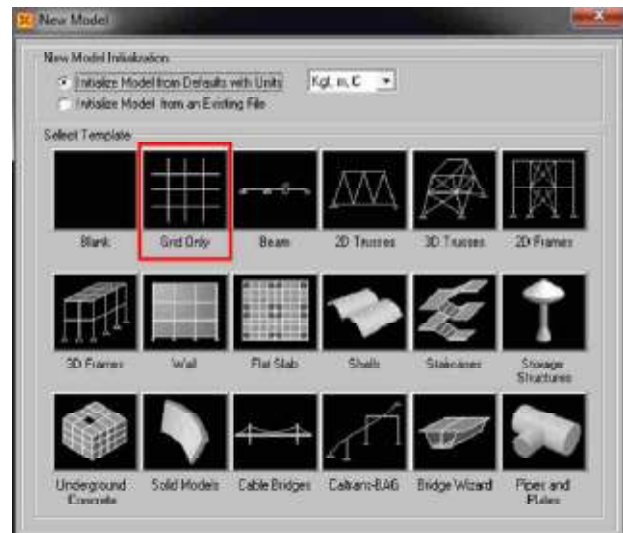 New Model
New Model Initialization
Initialize Model from Defaults with Units
Kgf, m, C
Initialize Model from an Existing File
Select Template
Blank
Grid Only
Beam
2D Trusses
3D Trusses
2D Frames
3D Frames
Wall
Flat Slab
Shells
Staircases
Storage
Structures
Underground
Concrete
Solid Models
Cable Bridges
Caltrans-BAG
Bridge Wizard
Pipes and
Plates